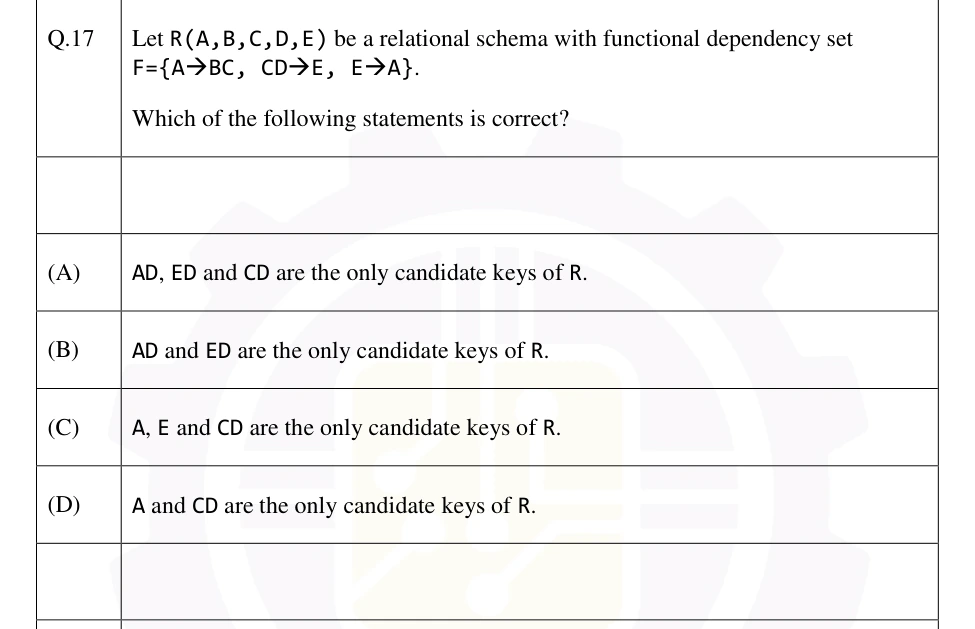 Q.17 Let R(A,B,C,D,E) be a relational schema with functional dependency set
F={A→BC, CD→E, E→A}.
Which of the following statements is correct?
(A) AD, ED and CD are the only candidate keys of R.
(B) AD and ED are the only candidate keys of R.
(C) A, E and CD are the only candidate keys of R.
(D) A and CD are the only candidate keys of R.